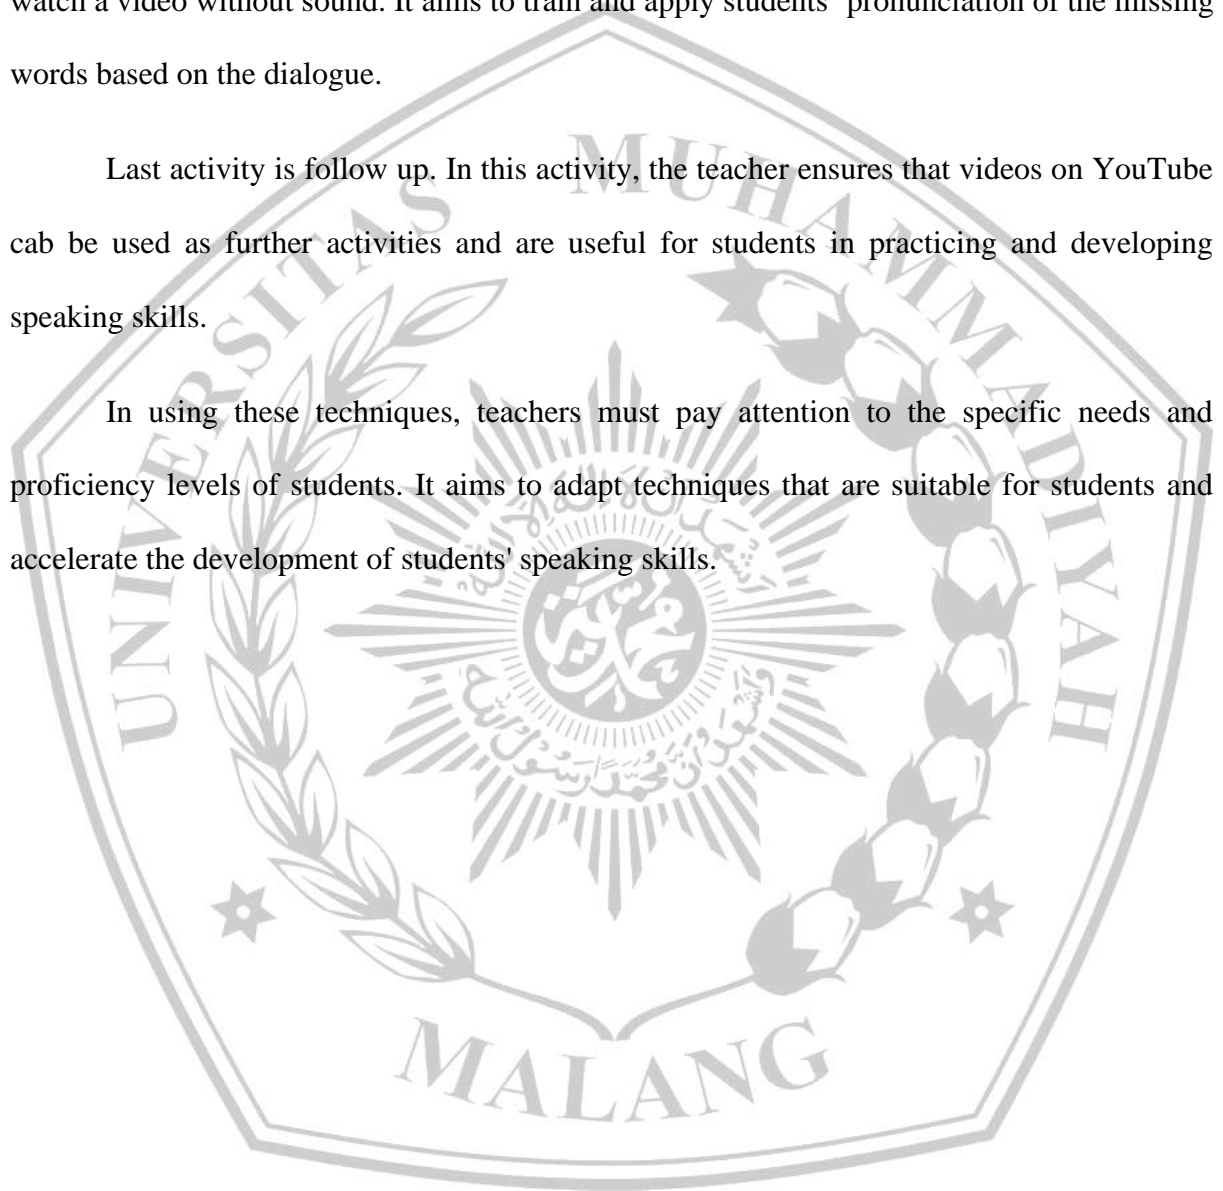 watch a video without sound. It aims to train and apply students' pronunciation of the missing
words based on the dialogue.
Last activity is follow up. In this activity, the teacher ensures that videos on YouTube
cab be used as further activities and are useful for students in practicing and developing
speaking skills.
In using these techniques, teachers must pay attention to the specific needs and
proficiency levels of students. It aims to adapt techniques that are suitable for students and
accelerate the development of students' speaking skills.
UNIVERSITAS MUHAMMADIYAH
MALANG